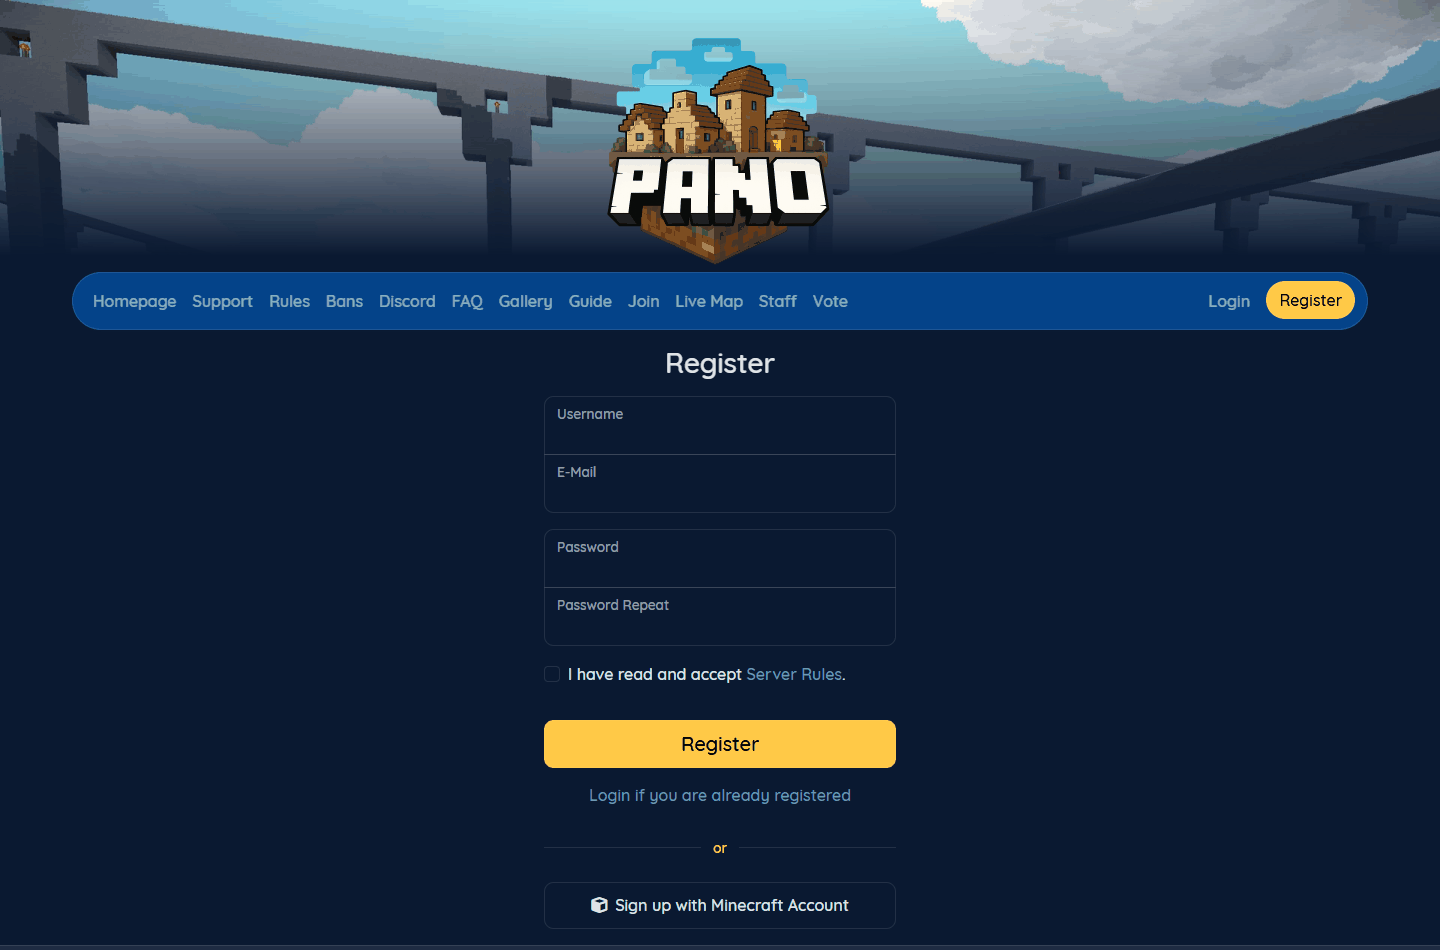 PANO
Homepage Support Rules Bans Discord FAQ Gallery Guide Join Live Map Staff Vote Login Register
Register
Username
E-Mail
Password
Password Repeat
I have read and accept Server Rules.
Register
Login if you are already registered
or
Sign up with Minecraft Account